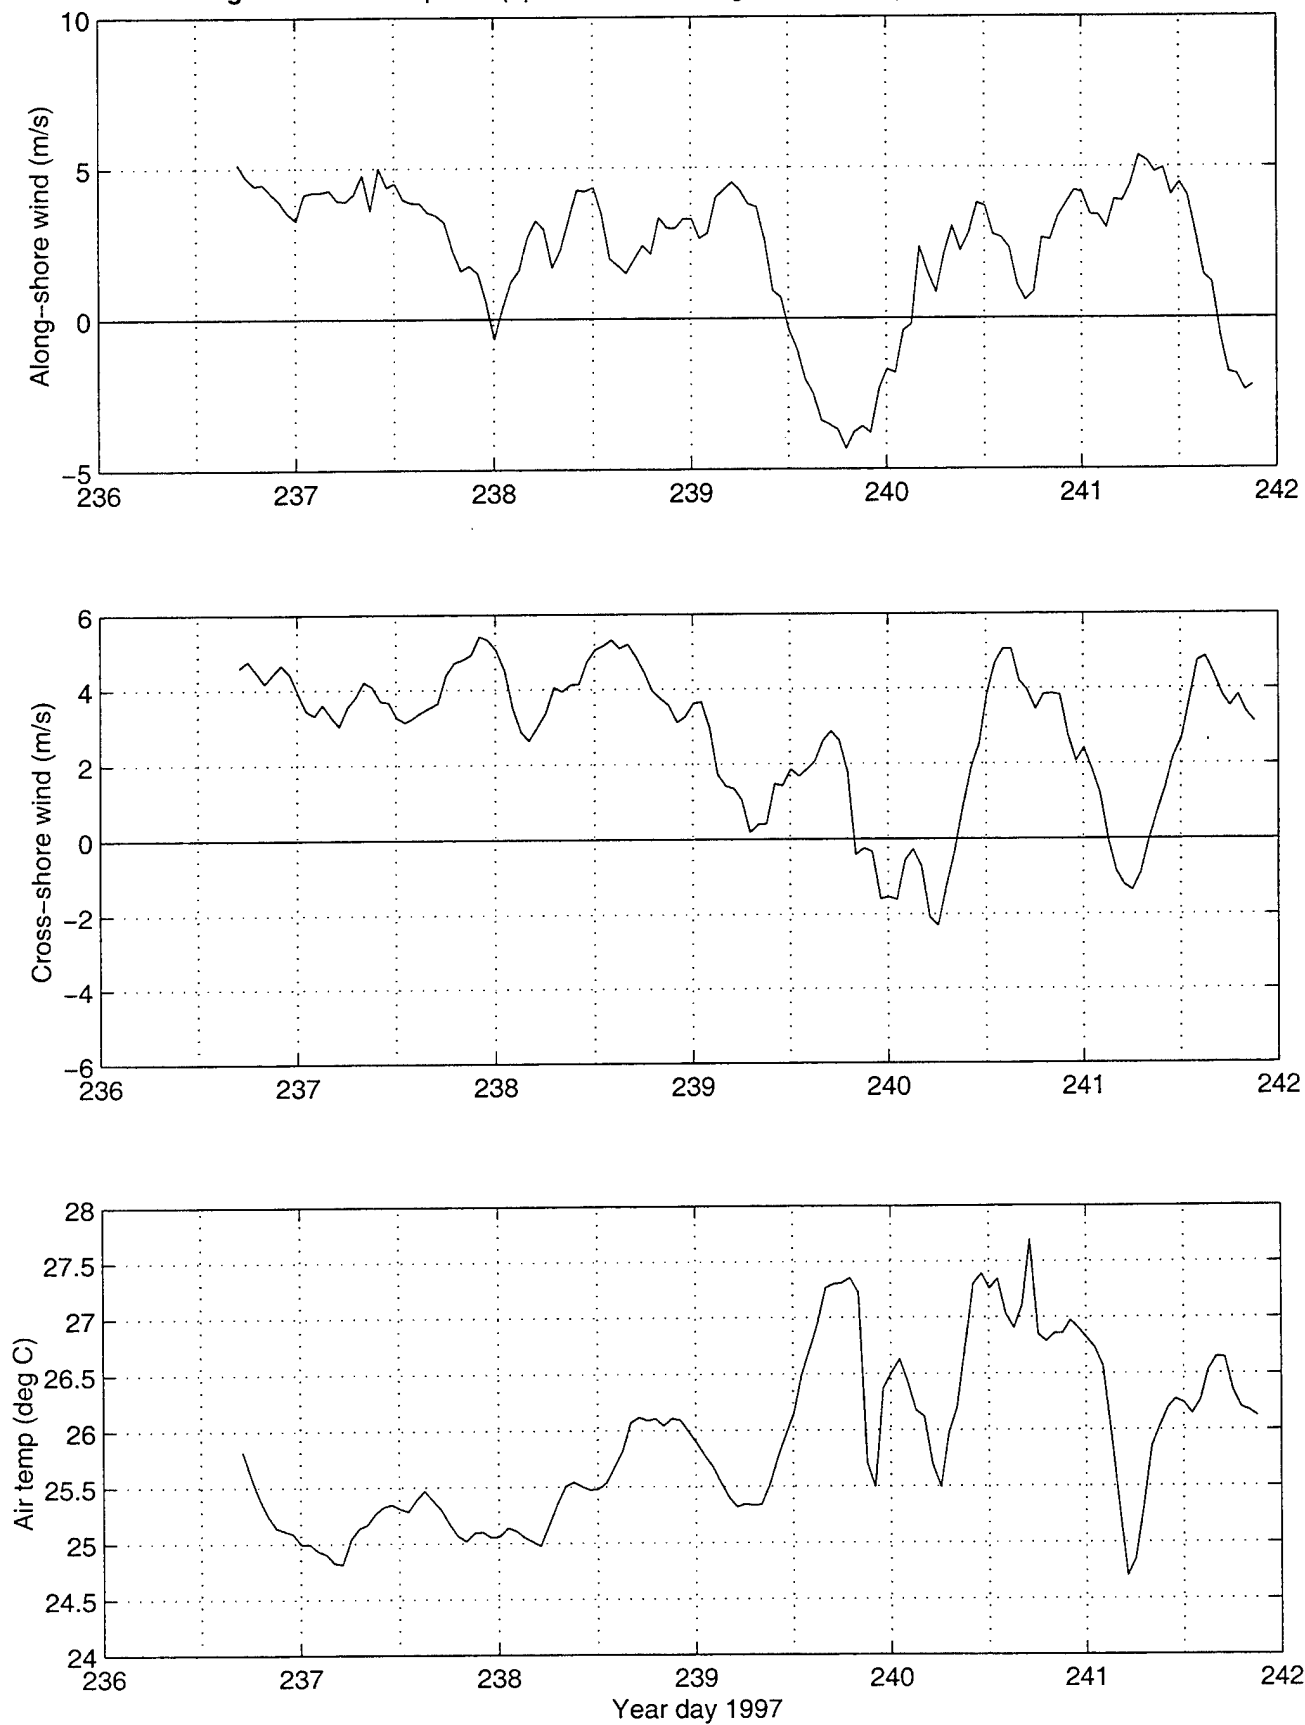 10
5
0
−5
Along−shore wind (m/s)
236 237 238 239 240 241 242
6
4
2
0
−2
−4
−6
Cross−shore wind (m/s)
236 237 238 239 240 241 242
28
27.5
27
26.5
26
25.5
25
24.5
24
Air temp (deg C)
236 237 238 239 240 241 242
Year day 1997